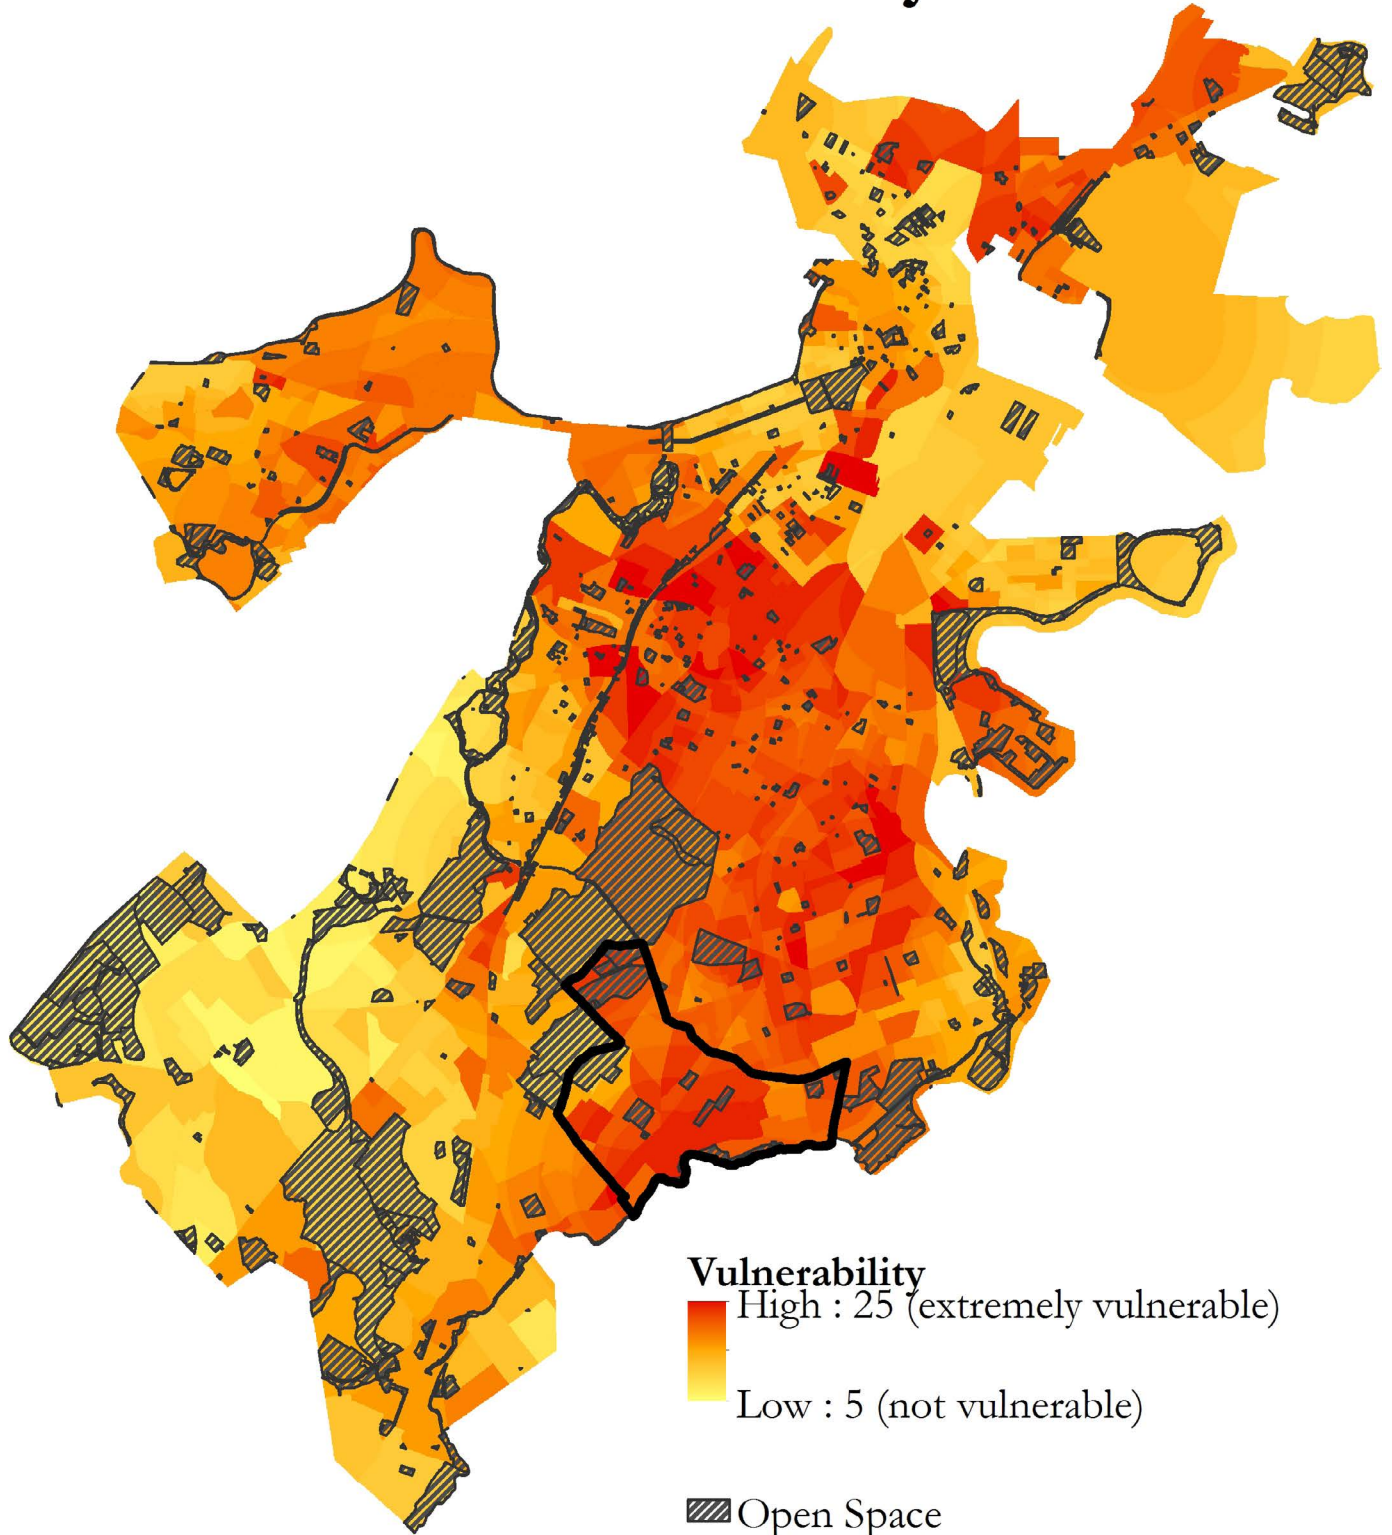 Vulnerability
High : 25 (extremely vulnerable)
Low : 5 (not vulnerable)
Open Space